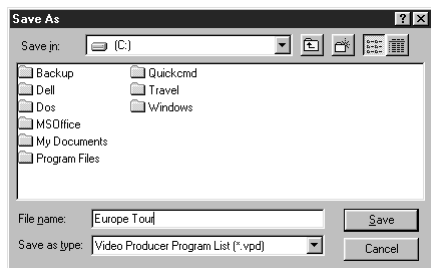 Save As
Save in: (C:)
Backup
Dell
Dos
MSOffice
My Documents
Program Files
Quickcmd
Travel
Windows
File name: Europe Tour
Save
Save as type: Video Producer Program List (*.vpd)
Cancel